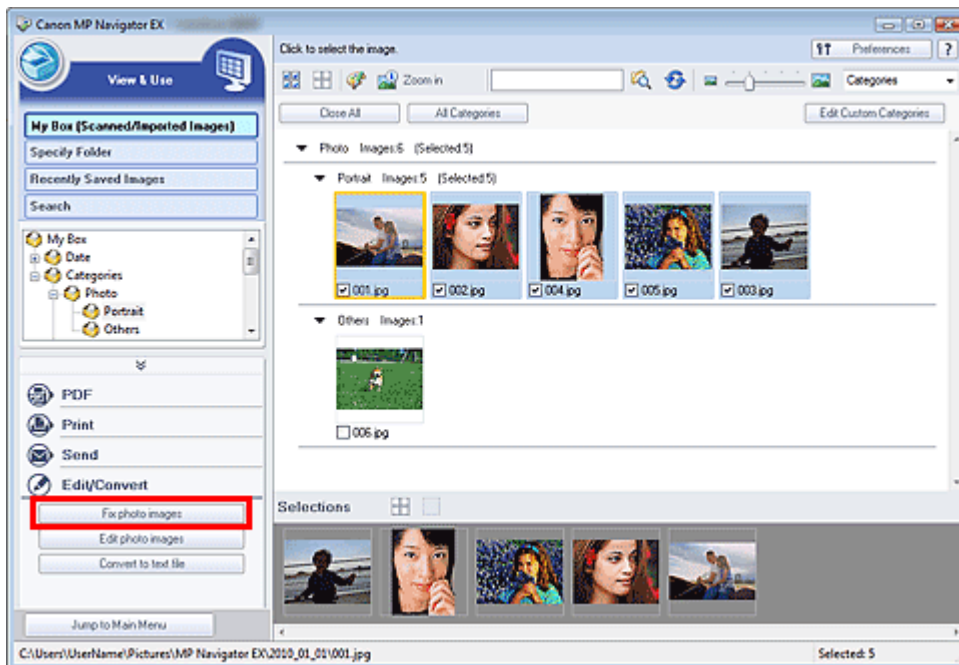 Canon MP Navigator EX
View & Use
My Box (Scanned/Imported Images)
Specify Folder
Recently Saved Images
Search
My Box
Date
Categories
Photo
Portrait
Others
PDF
Print
Send
Edit/Convert
Fix photo images
Edit photo images
Convert to text file
Jump to Main Menu
Click to select the image.
Preferences
?
Zoom in
Categories
Close All
All Categories
Edit Custom Categories
Photo Images:6 (Selected:5)
Portrait Images:5 (Selected:5)
001.jpg
002.jpg
004.jpg
005.jpg
003.jpg
Others Images:1
006.jpg
Selections
C:\Users\UserName\Pictures\MP Navigator EX\2010_01_01\001.jpg
Selected: 5